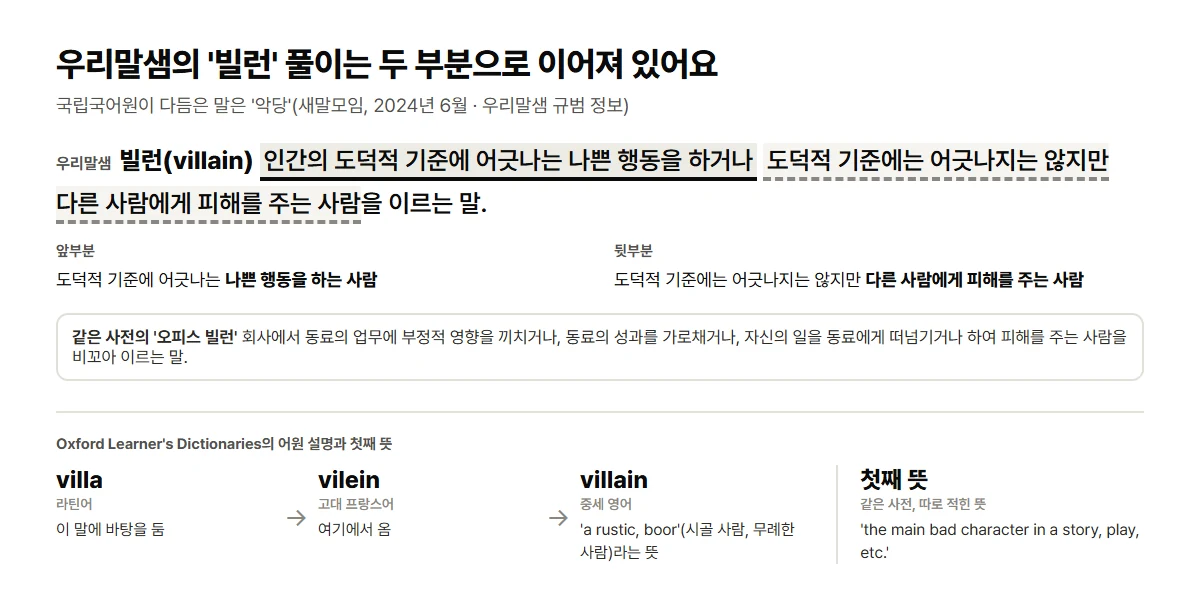 우리말샘의 '빌런' 풀이는 두 부분으로 이어져 있어요
국립국어원이 다듬은 말은 '악당'(새말모임, 2024년 6월 · 우리말샘 규범 정보)
우리말샘 빌런(villain) 인간의 도덕적 기준에 어긋나는 나쁜 행동을 하거나 도덕적 기준에는 어긋나지는 않지만
다른 사람에게 피해를 주는 사람을 이르는 말.
앞부분
도덕적 기준에 어긋나는 나쁜 행동을 하는 사람
뒷부분
도덕적 기준에는 어긋나지는 않지만 다른 사람에게 피해를 주는 사람
같은 사전의 '오피스 빌런' 회사에서 동료의 업무에 부정적 영향을 끼치거나, 동료의 성과를 가로채거나, 자신의 일을 동료에게 떠넘기거나 하여 피해를 주는 사람을
비꼬아 이르는 말.
Oxford Learner's Dictionaries의 어원 설명과 첫째 뜻
villa
라틴어
이 말에 바탕을 둠
→
vilein
고대 프랑스어
여기에서 옴
→
villain
중세 영어
'a rustic, boor'(시골 사람, 무례한
사람)라는 뜻
첫째 뜻
같은 사전, 따로 적힌 뜻
'the main bad character in a story, play,
etc.'